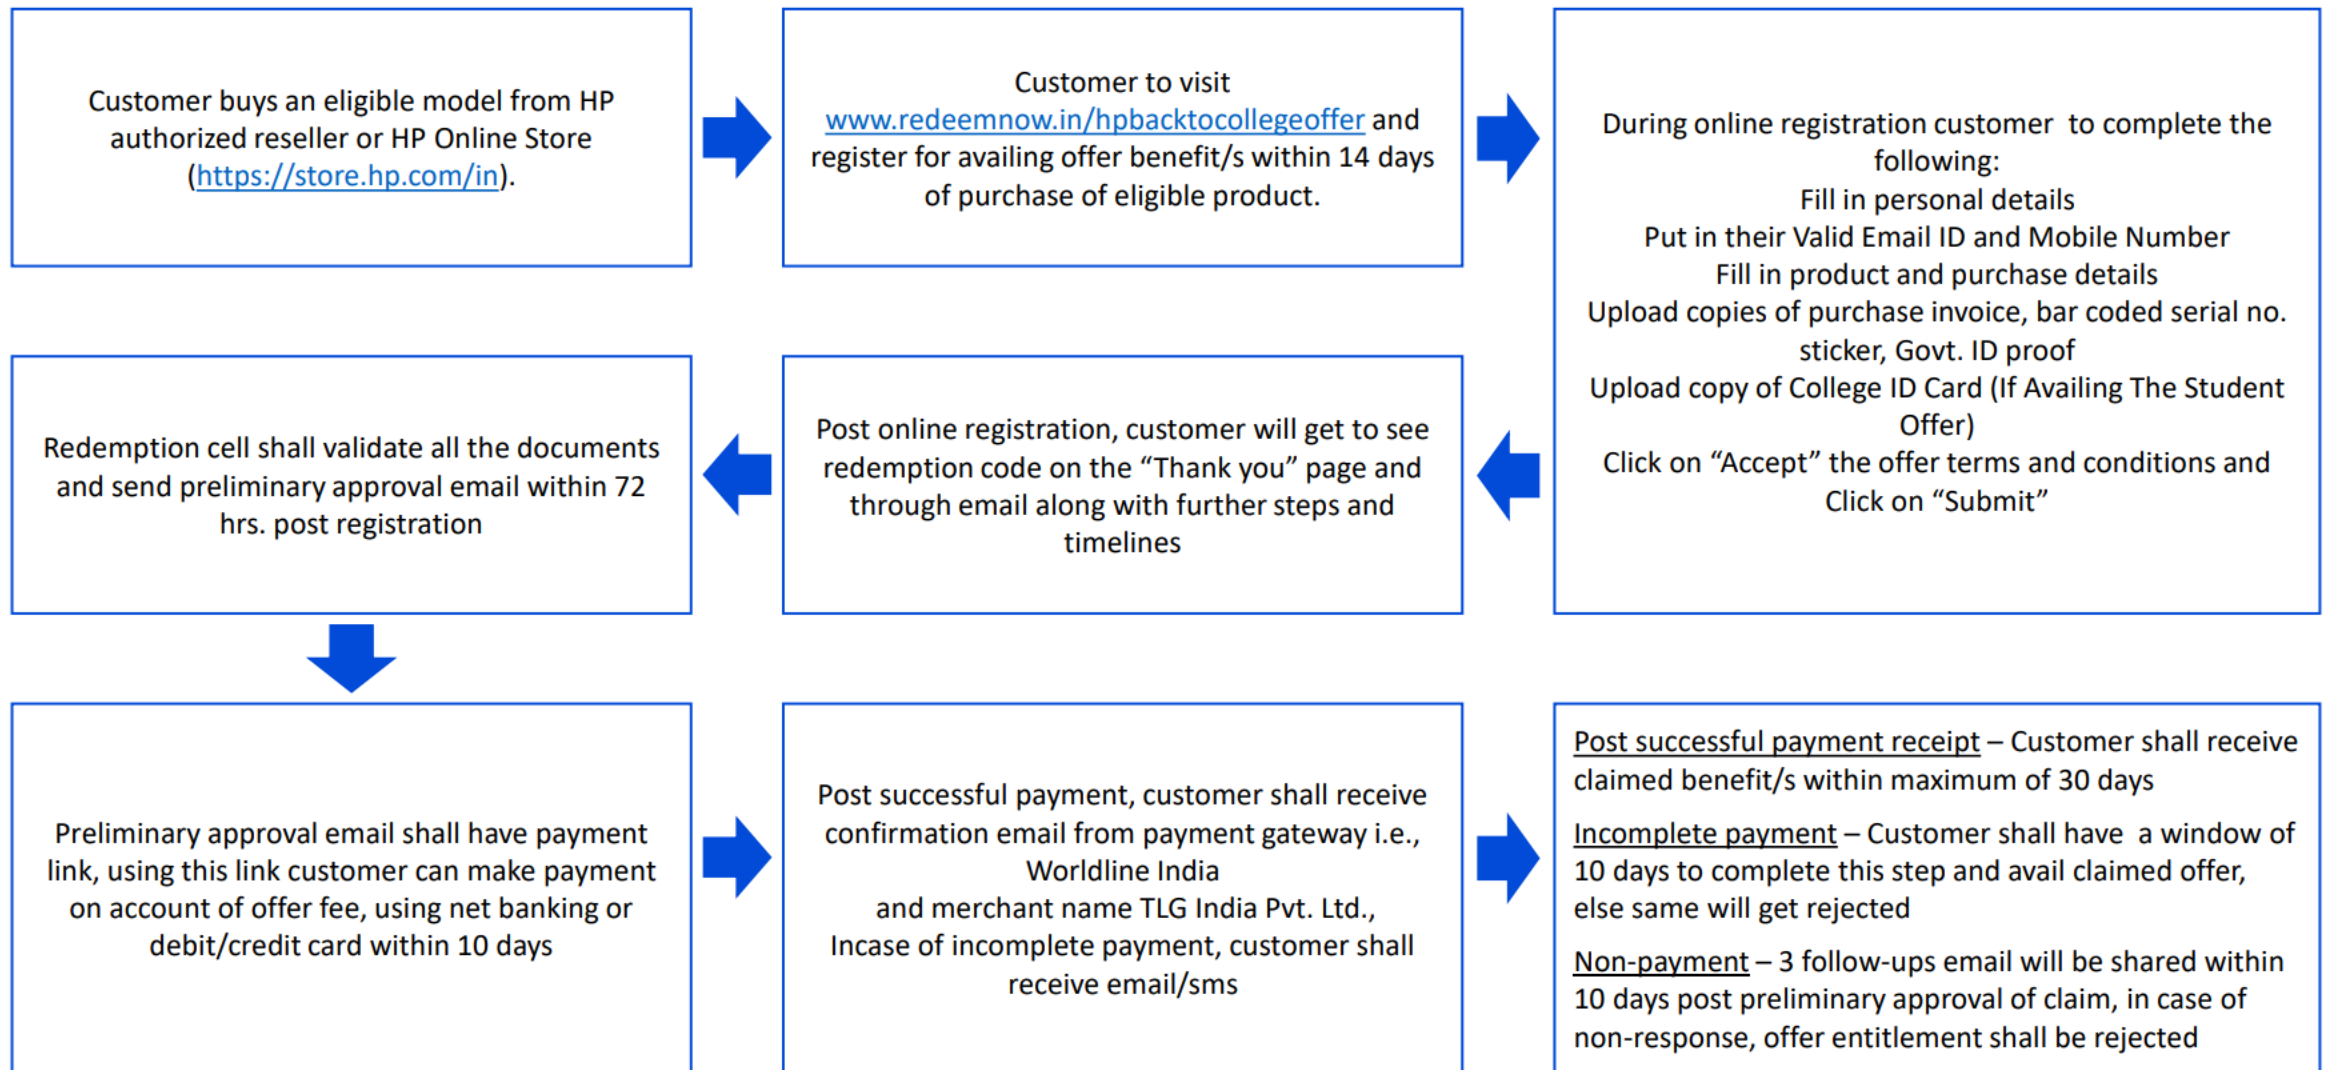 Customer buys an eligible model from HP
authorized reseller or HP Online Store
(https://store.hp.com/in).
Customer to visit
www.redeemnow.in/hpbacktocollegeoffer and
register for availing offer benefit/s within 14 days
of purchase of eligible product.
During online registration customer  to complete the
following:
Fill in personal details
Put in their Valid Email ID and Mobile Number
Fill in product and purchase details
Upload copies of purchase invoice, bar coded serial no.
sticker, Govt. ID proof
Upload copy of College ID Card (If Availing The Student
Offer)
Click on “Accept” the offer terms and conditions and
Click on “Submit”
Post online registration, customer will get to see
redemption code on the “Thank you” page and
through email along with further steps and
timelines
Redemption cell shall validate all the documents
and send preliminary approval email within 72
hrs. post registration
Preliminary approval email shall have payment
link, using this link customer can make payment
on account of offer fee, using net banking or
debit/credit card within 10 days
Post successful payment, customer shall receive
confirmation email from payment gateway i.e.,
Worldline India
and merchant name TLG India Pvt. Ltd.,
Incase of incomplete payment, customer shall
receive email/sms
Post successful payment receipt – Customer shall receive
claimed benefit/s within maximum of 30 days
Incomplete payment – Customer shall have  a window of
10 days to complete this step and avail claimed offer,
else same will get rejected
Non-payment – 3 follow-ups email will be shared within
10 days post preliminary approval of claim, in case of
non-response, offer entitlement shall be rejected